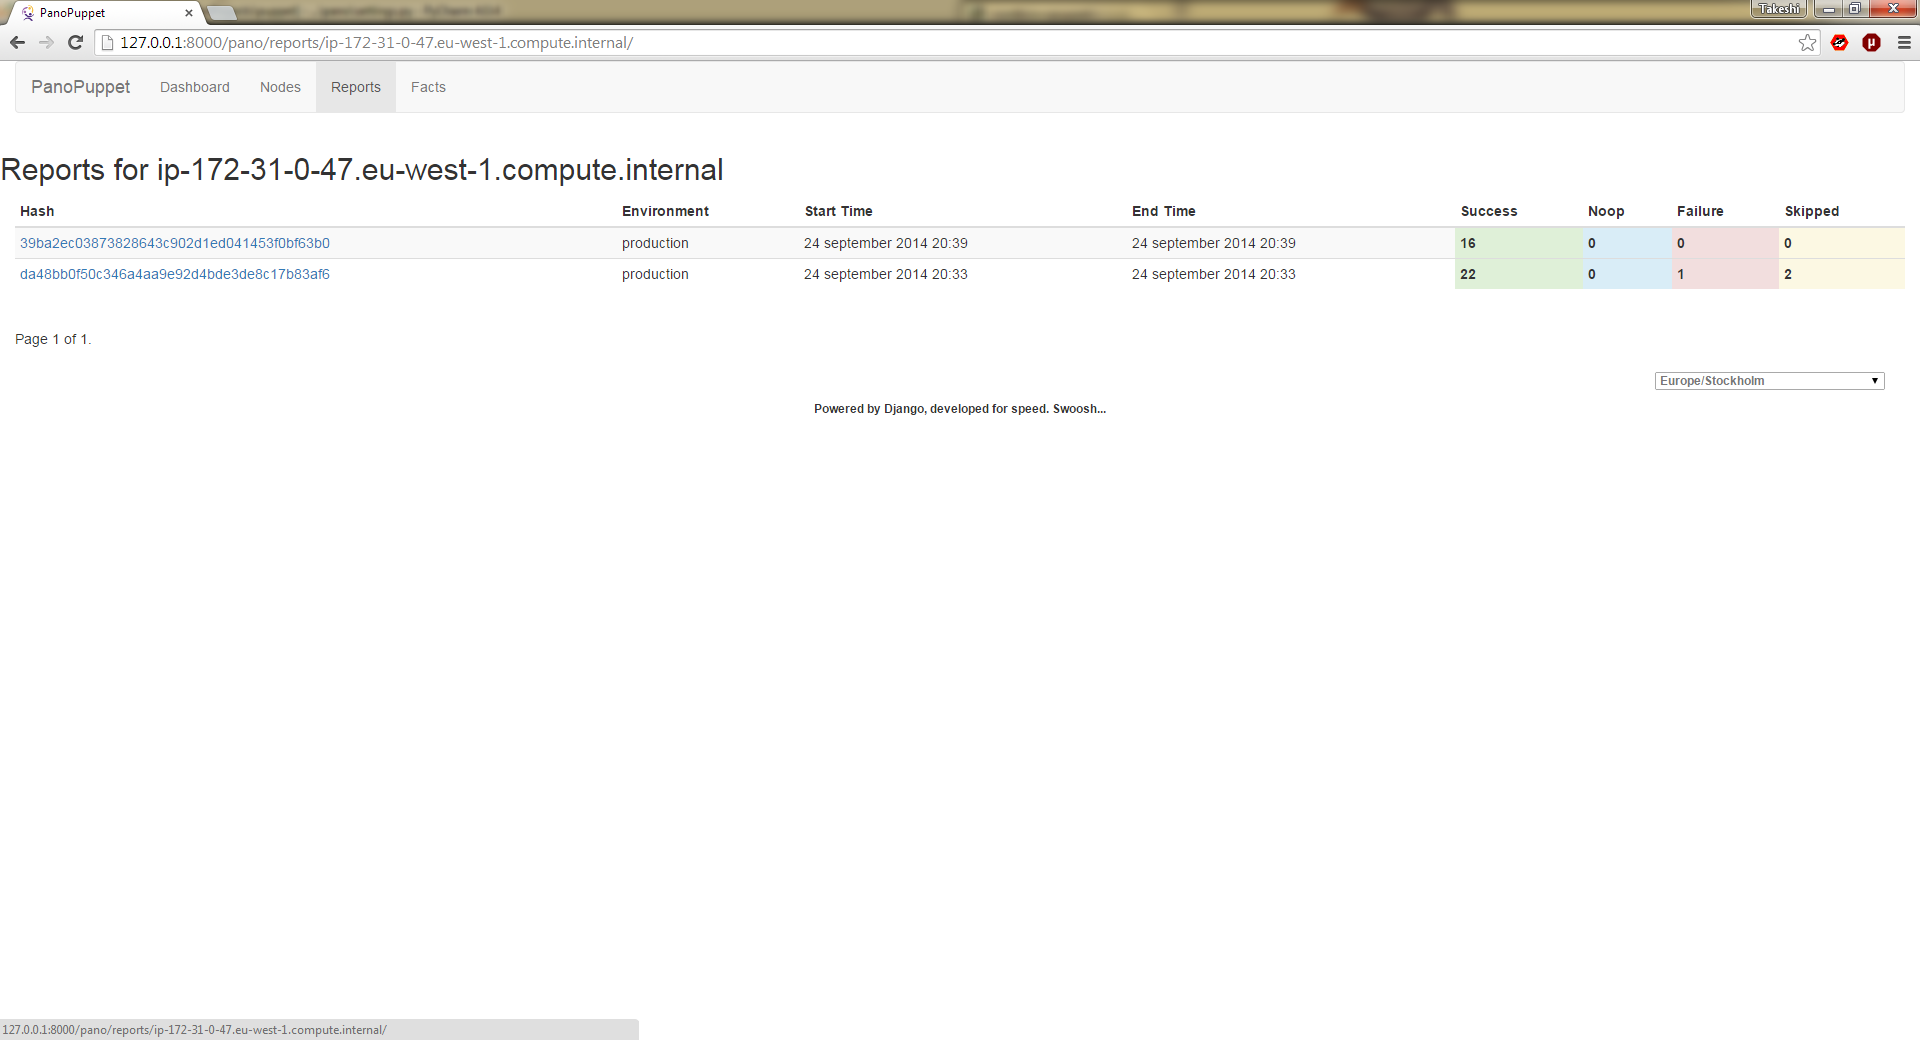 PanoPuppet
Takeshi
127.0.0.1:8000/pano/reports/ip-172-31-0-47.eu-west-1.compute.internal/
PanoPuppet Dashboard Nodes Reports Facts
Reports for ip-172-31-0-47.eu-west-1.compute.internal
Hash Environment Start Time End Time Success Noop Failure Skipped
39ba2ec03873828643c902d1ed041453f0bf63b0 production 24 september 2014 20:39 24 september 2014 20:39 16 0 0 0
da48bb0f50c346a4aa9e92d4bde3de8c17b83af6 production 24 september 2014 20:33 24 september 2014 20:33 22 0 1 2
Page 1 of 1.
Europe/Stockholm
Powered by Django, developed for speed. Swoosh...
127.0.0.1:8000/pano/reports/ip-172-31-0-47.eu-west-1.compute.internal/